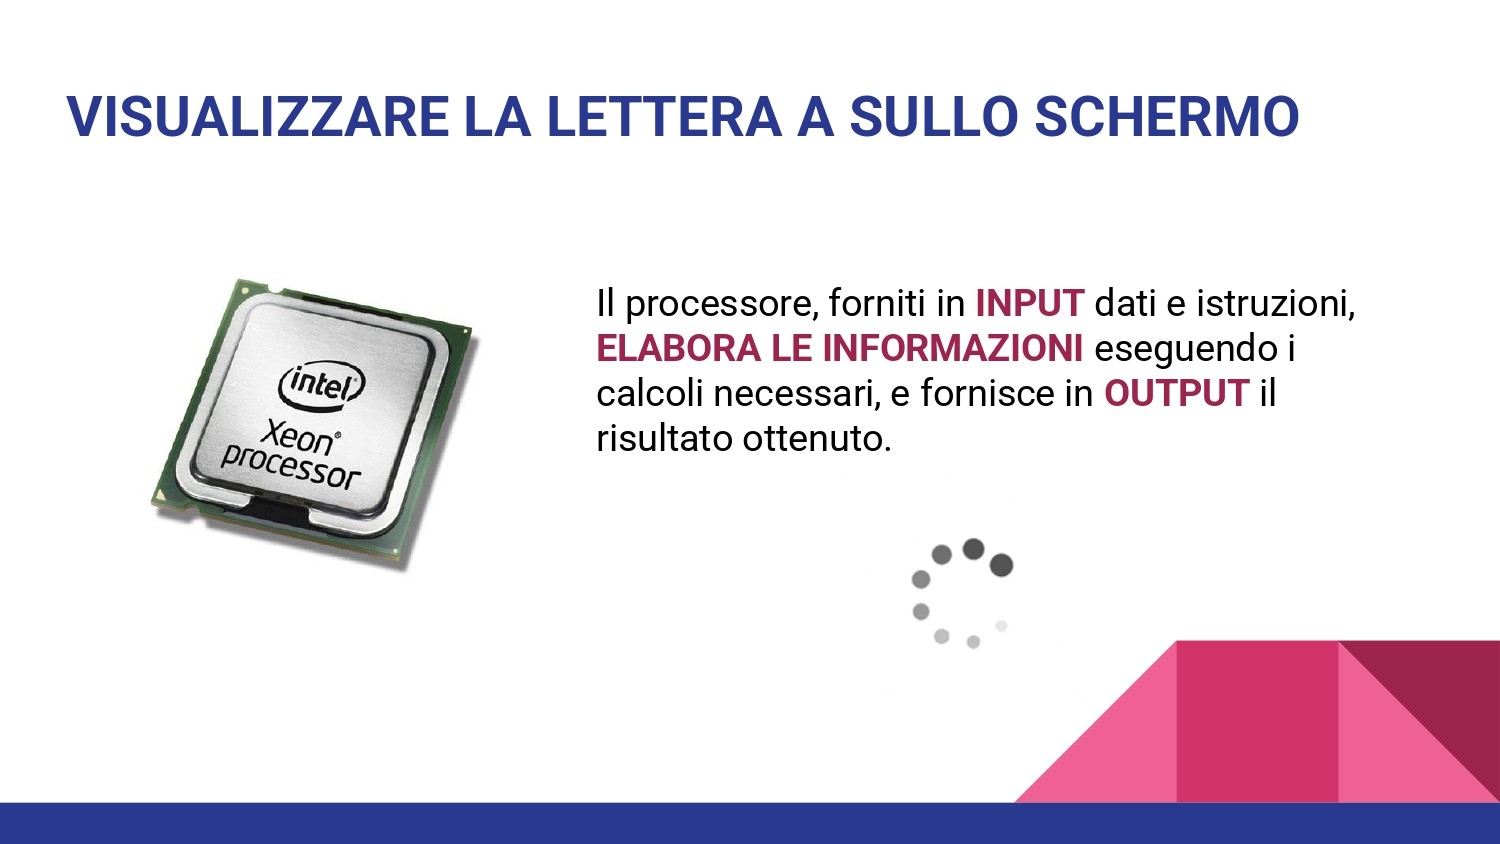 VISUALIZZARE LA LETTERA A SULLO SCHERMO
intel®
Xeon®
processor
Il processore, forniti in INPUT dati e istruzioni,
ELABORA LE INFORMAZIONI eseguendo i
calcoli necessari, e fornisce in OUTPUT il
risultato ottenuto.